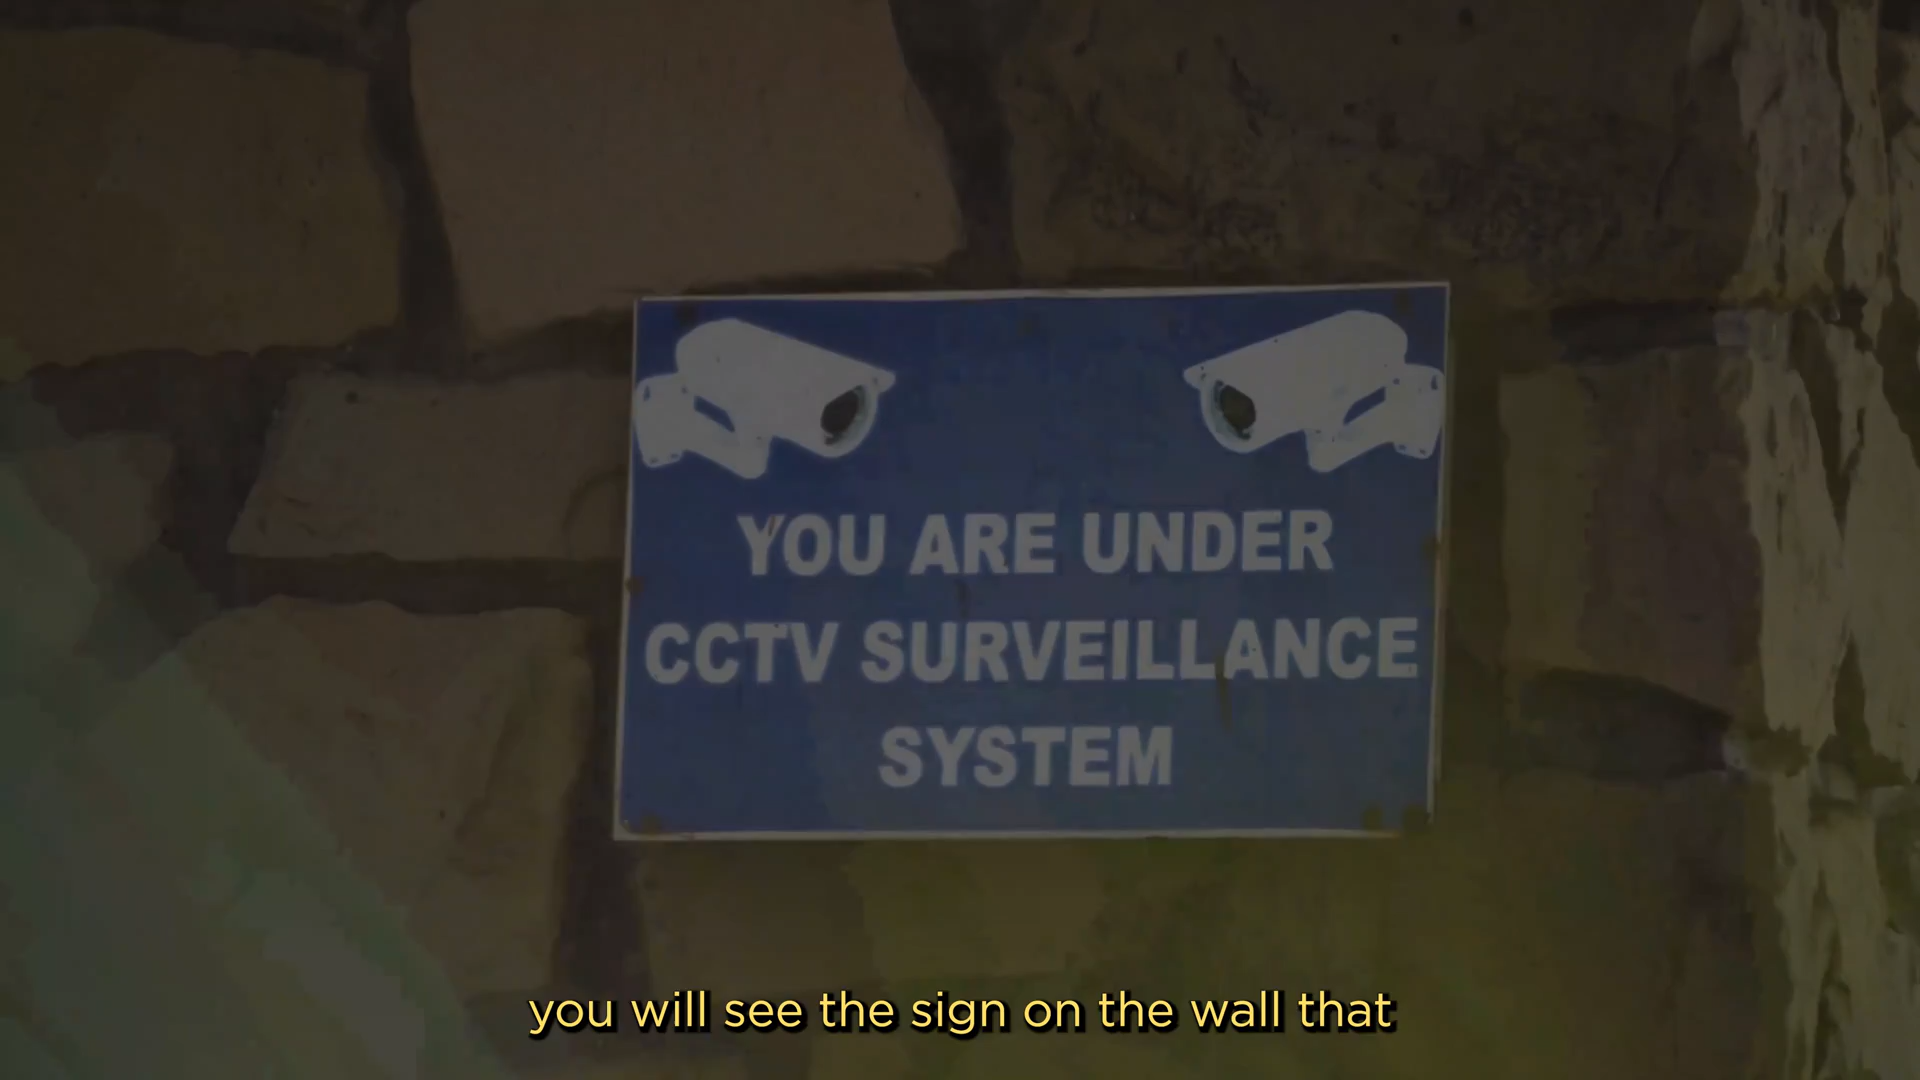 YOU ARE UNDER
CCTV SURVEILLANCE
SYSTEM
you will see the sign on the wall that